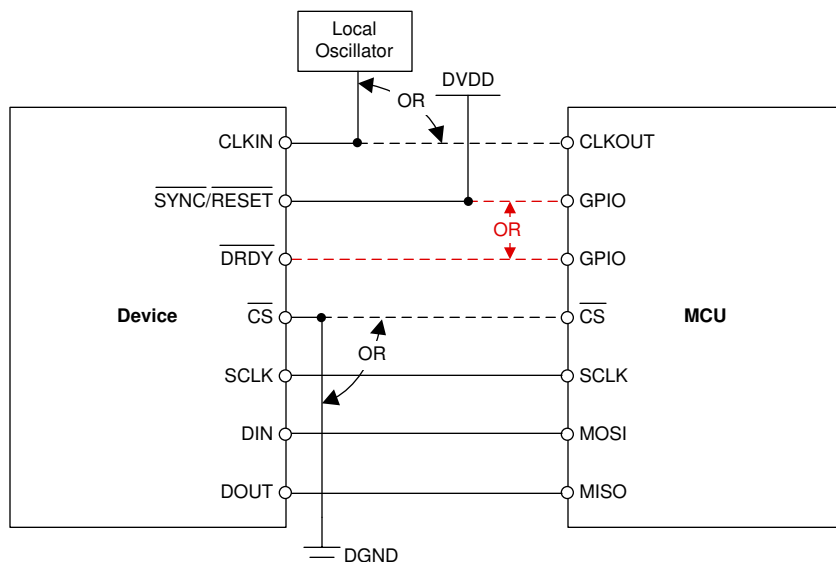 Local
Oscillator
OR
DVDD
CLKIN
CLKOUT
SYNC/RESET
GPIO
OR
DRDY
GPIO
Device
CS
CS
MCU
OR
SCLK
SCLK
DIN
MOSI
DOUT
MISO
DGND